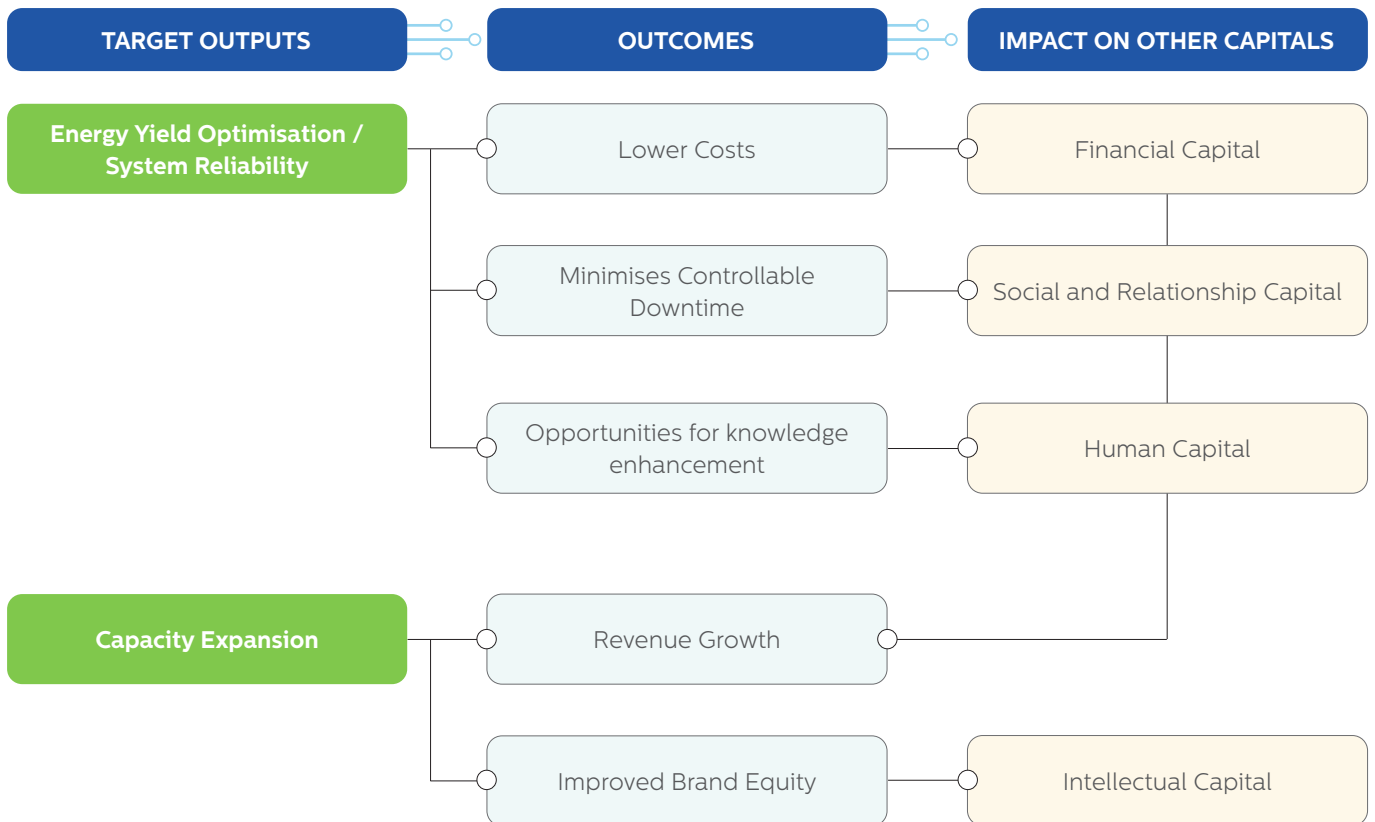 TARGET OUTPUTS
OUTCOMES
IMPACT ON OTHER CAPITALS
Energy Yield Optimisation /
System Reliability
Lower Costs
Financial Capital
Minimises Controllable
Downtime
Social and Relationship Capital
Opportunities for knowledge
enhancement
Human Capital
Capacity Expansion
Revenue Growth
Improved Brand Equity
Intellectual Capital